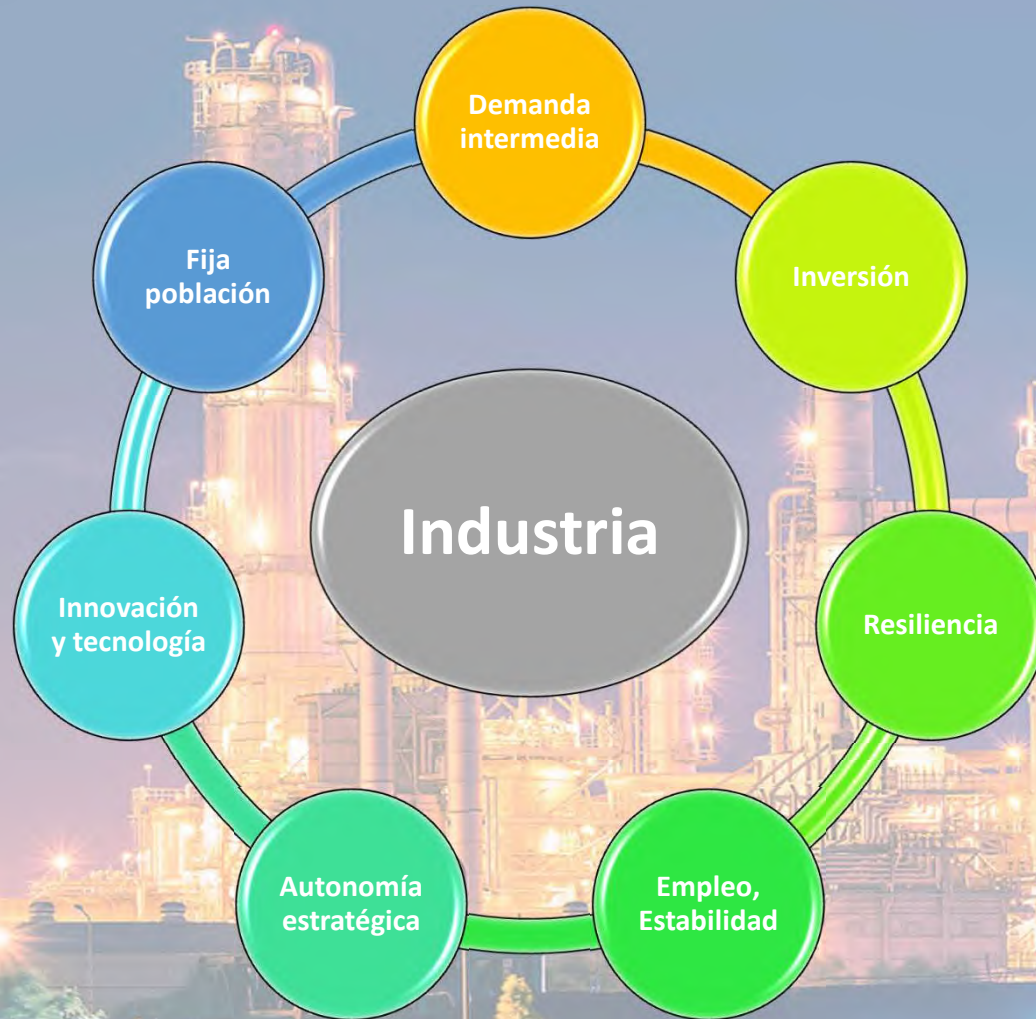 Demanda
intermedia
Inversión
Resiliencia
Empleo,
Estabilidad
Autonomía
estratégica
Innovación
y tecnología
Fija
población
Industria